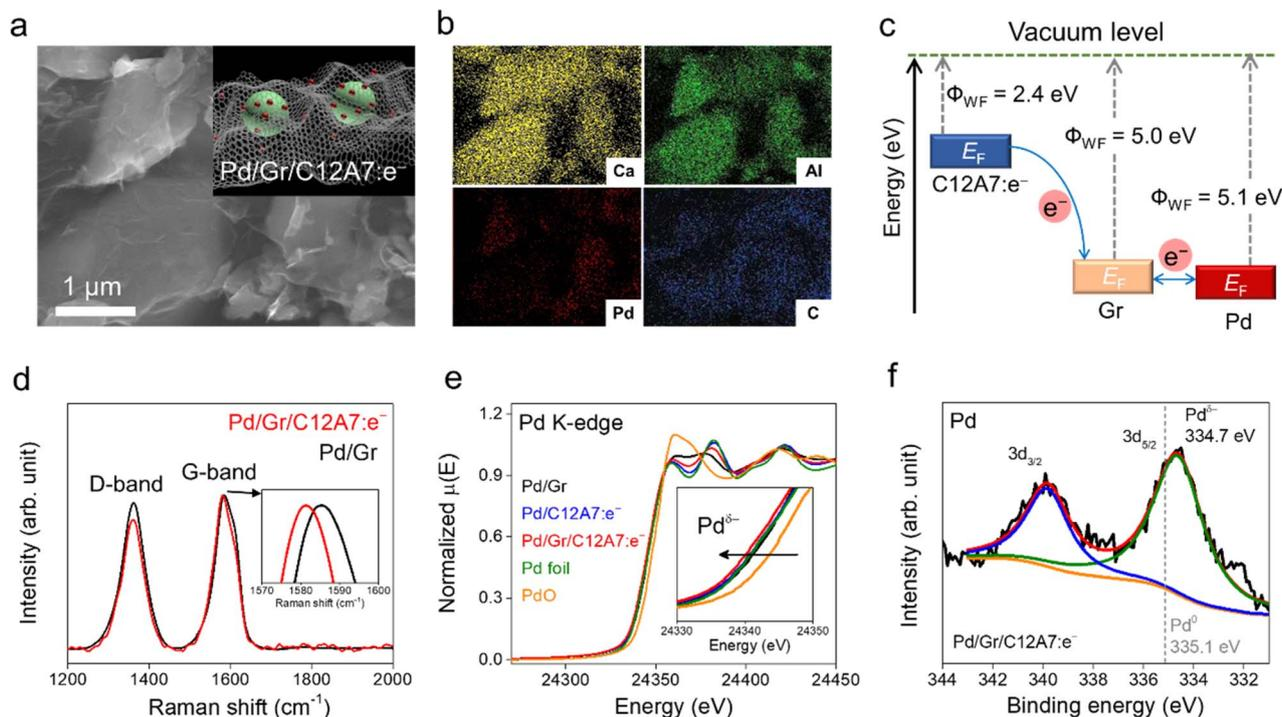 a
Pd/Gr/C12A7:e⁻
1 μm
b
Ca
Al
Pd
C
c
Vacuum level
Energy (eV)
Φ_WF = 2.4 eV
E_F
C12A7:e⁻
e⁻
Φ_WF = 5.0 eV
E_F
Gr
e⁻
Φ_WF = 5.1 eV
E_F
Pd
d
Intensity (arb. unit)
Pd/Gr/C12A7:e⁻
Pd/Gr
D-band
G-band
1570 1580 1590 1600
Raman shift (cm⁻¹)
1200 1400 1600 1800 2000
Raman shift (cm⁻¹)
e
Normalized μ(E)
1.2
0.9
0.6
0.3
0.0
Pd K-edge
Pd/Gr
Pd/C12A7:e⁻
Pd/Gr/C12A7:e⁻
Pd foil
PdO
Pd^δ−
24330 24340 24350
Energy (eV)
24300 24350 24400 24450
Energy (eV)
f
Intensity (arb. unit)
Pd
3d_3/2
3d_5/2
Pd^δ−
334.7 eV
Pd⁰
335.1 eV
Pd/Gr/C12A7:e⁻
344 342 340 338 336 334 332
Binding energy (eV)